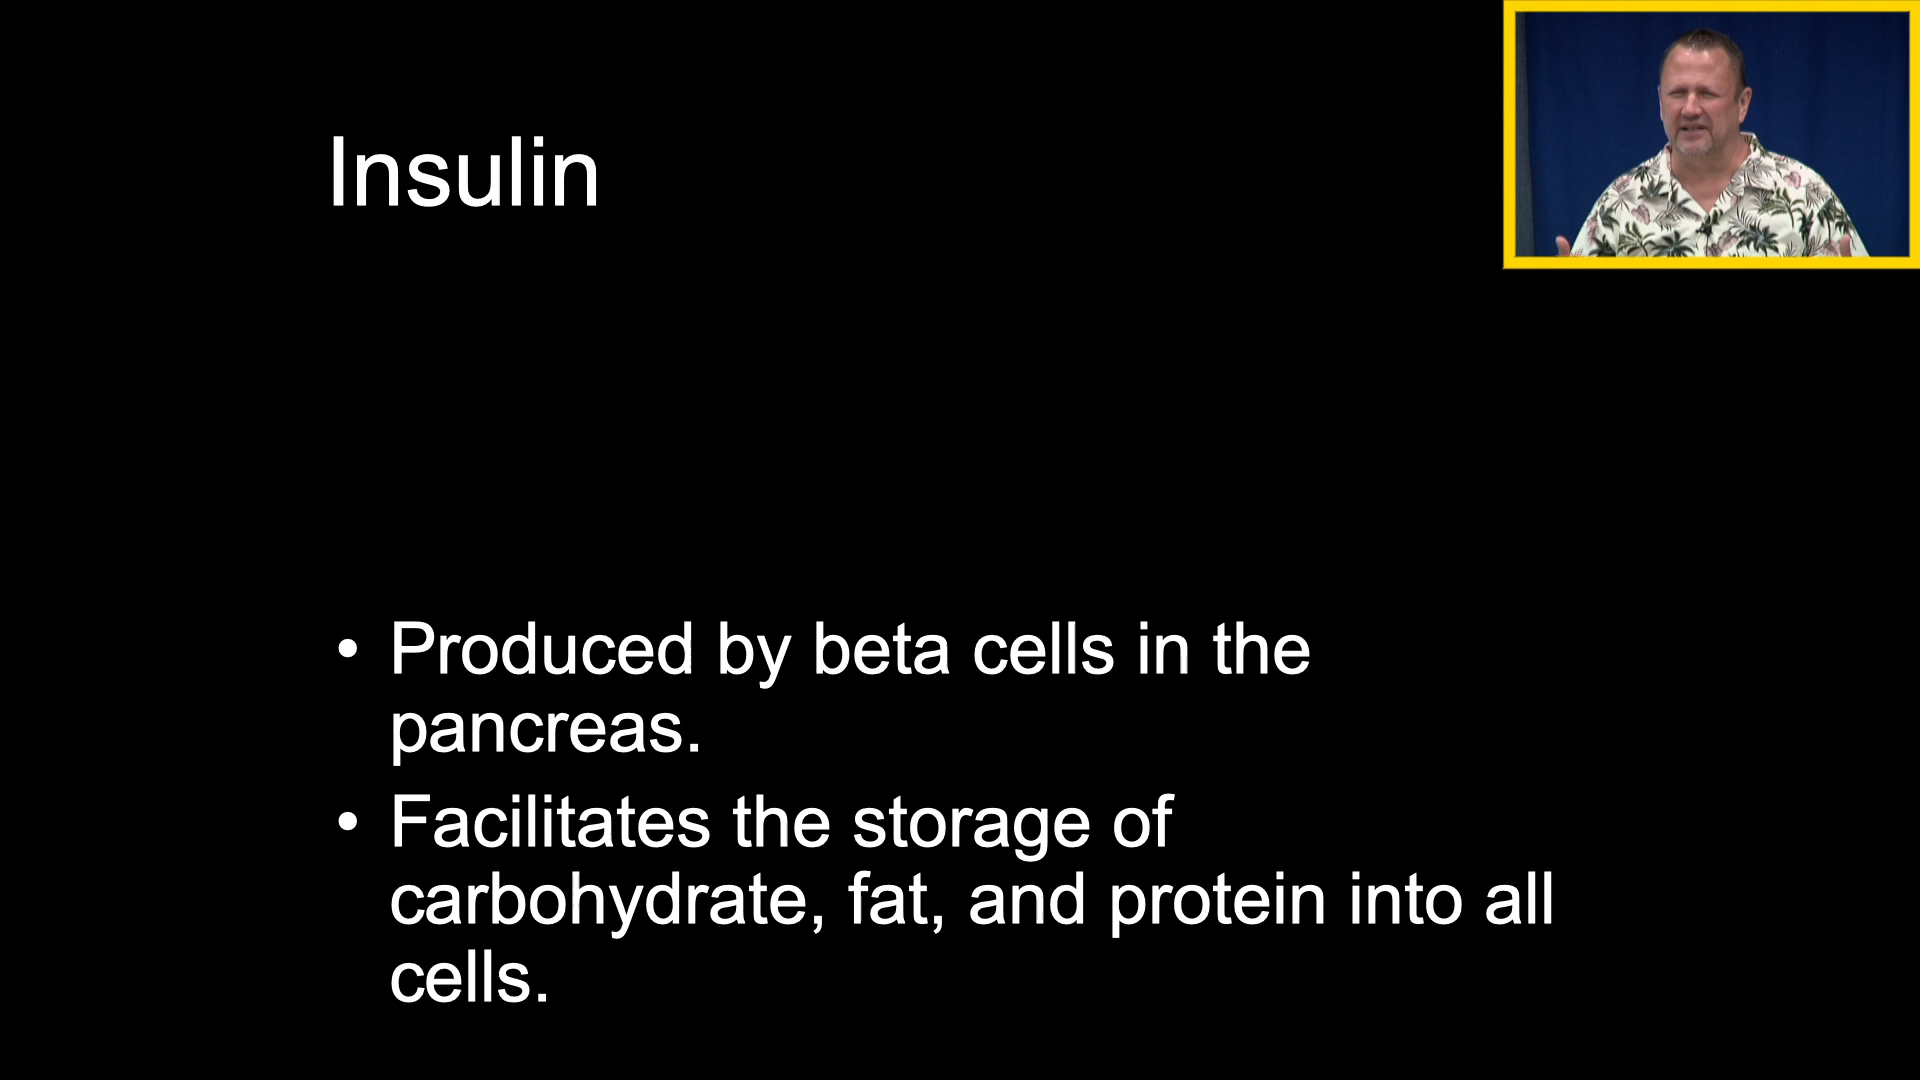 Insulin
• Produced by beta cells in the
pancreas.
• Facilitates the storage of
carbohydrate, fat, and protein into all
cells.